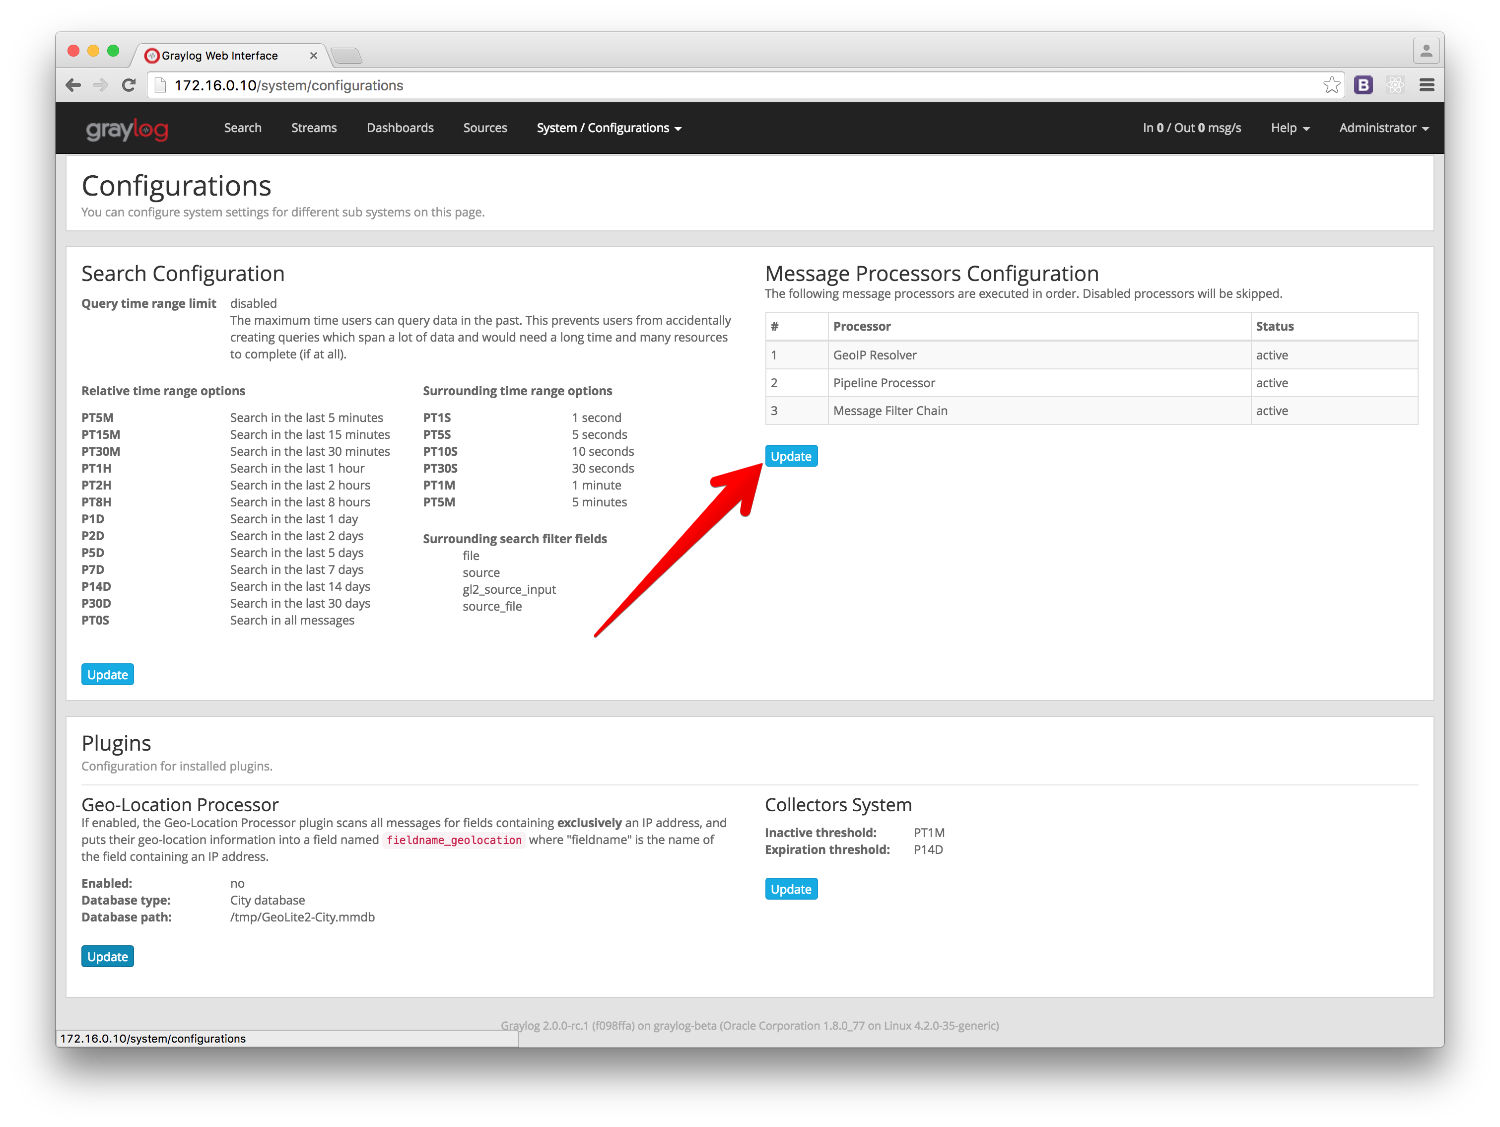 Graylog Web Interface
172.16.0.10/system/configurations
B
graylog
Search
Streams
Dashboards
Sources
System / Configurations
In 0 / Out 0 msg/s
Help
Administrator
Configurations
You can configure system settings for different sub systems on this page.
Search Configuration
Query time range limit disabled
The maximum time users can query data in the past. This prevents users from accidentally
creating queries which span a lot of data and would need a long time and many resources
to complete (if at all).
Relative time range options
PT5M Search in the last 5 minutes
PT15M Search in the last 15 minutes
PT30M Search in the last 30 minutes
PT1H Search in the last 1 hour
PT2H Search in the last 2 hours
PT8H Search in the last 8 hours
P1D Search in the last 1 day
P2D Search in the last 2 days
P5D Search in the last 5 days
P7D Search in the last 7 days
P14D Search in the last 14 days
P30D Search in the last 30 days
PT0S Search in all messages
Surrounding time range options
PT1S 1 second
PT5S 5 seconds
PT10S 10 seconds
PT30S 30 seconds
PT1M 1 minute
PT5M 5 minutes
Surrounding search filter fields
file
source
gl2_source_input
source_file
Update
Message Processors Configuration
The following message processors are executed in order. Disabled processors will be skipped.
# Processor Status
1 GeoIP Resolver active
2 Pipeline Processor active
3 Message Filter Chain active
Update
Plugins
Configuration for installed plugins.
Geo-Location Processor
If enabled, the Geo-Location Processor plugin scans all messages for fields containing exclusively an IP address, and
puts their geo-location information into a field named fieldname_geolocation where "fieldname" is the name of
the field containing an IP address.
Enabled: no
Database type: City database
Database path: /tmp/GeoLite2-City.mmdb
Update
Collectors System
Inactive threshold: PT1M
Expiration threshold: P14D
Update
Graylog 2.0.0-rc.1 (f098ffa) on graylog-beta (Oracle Corporation 1.8.0_77 on Linux 4.2.0-35-generic)
172.16.0.10/system/configurations